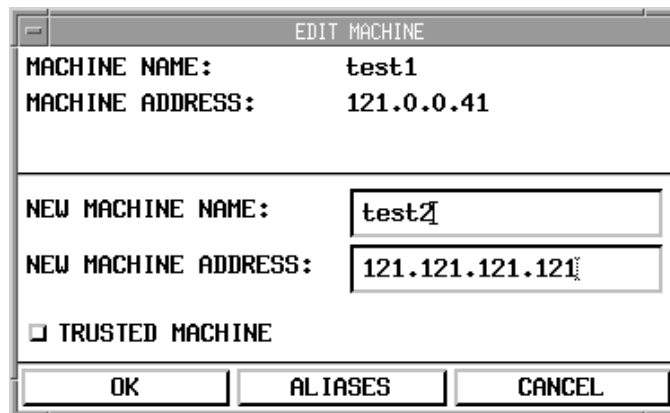 EDIT MACHINE
MACHINE NAME: test1
MACHINE ADDRESS: 121.0.0.41
NEW MACHINE NAME: test2
NEW MACHINE ADDRESS: 121.121.121.121
TRUSTED MACHINE
OK ALIASES CANCEL